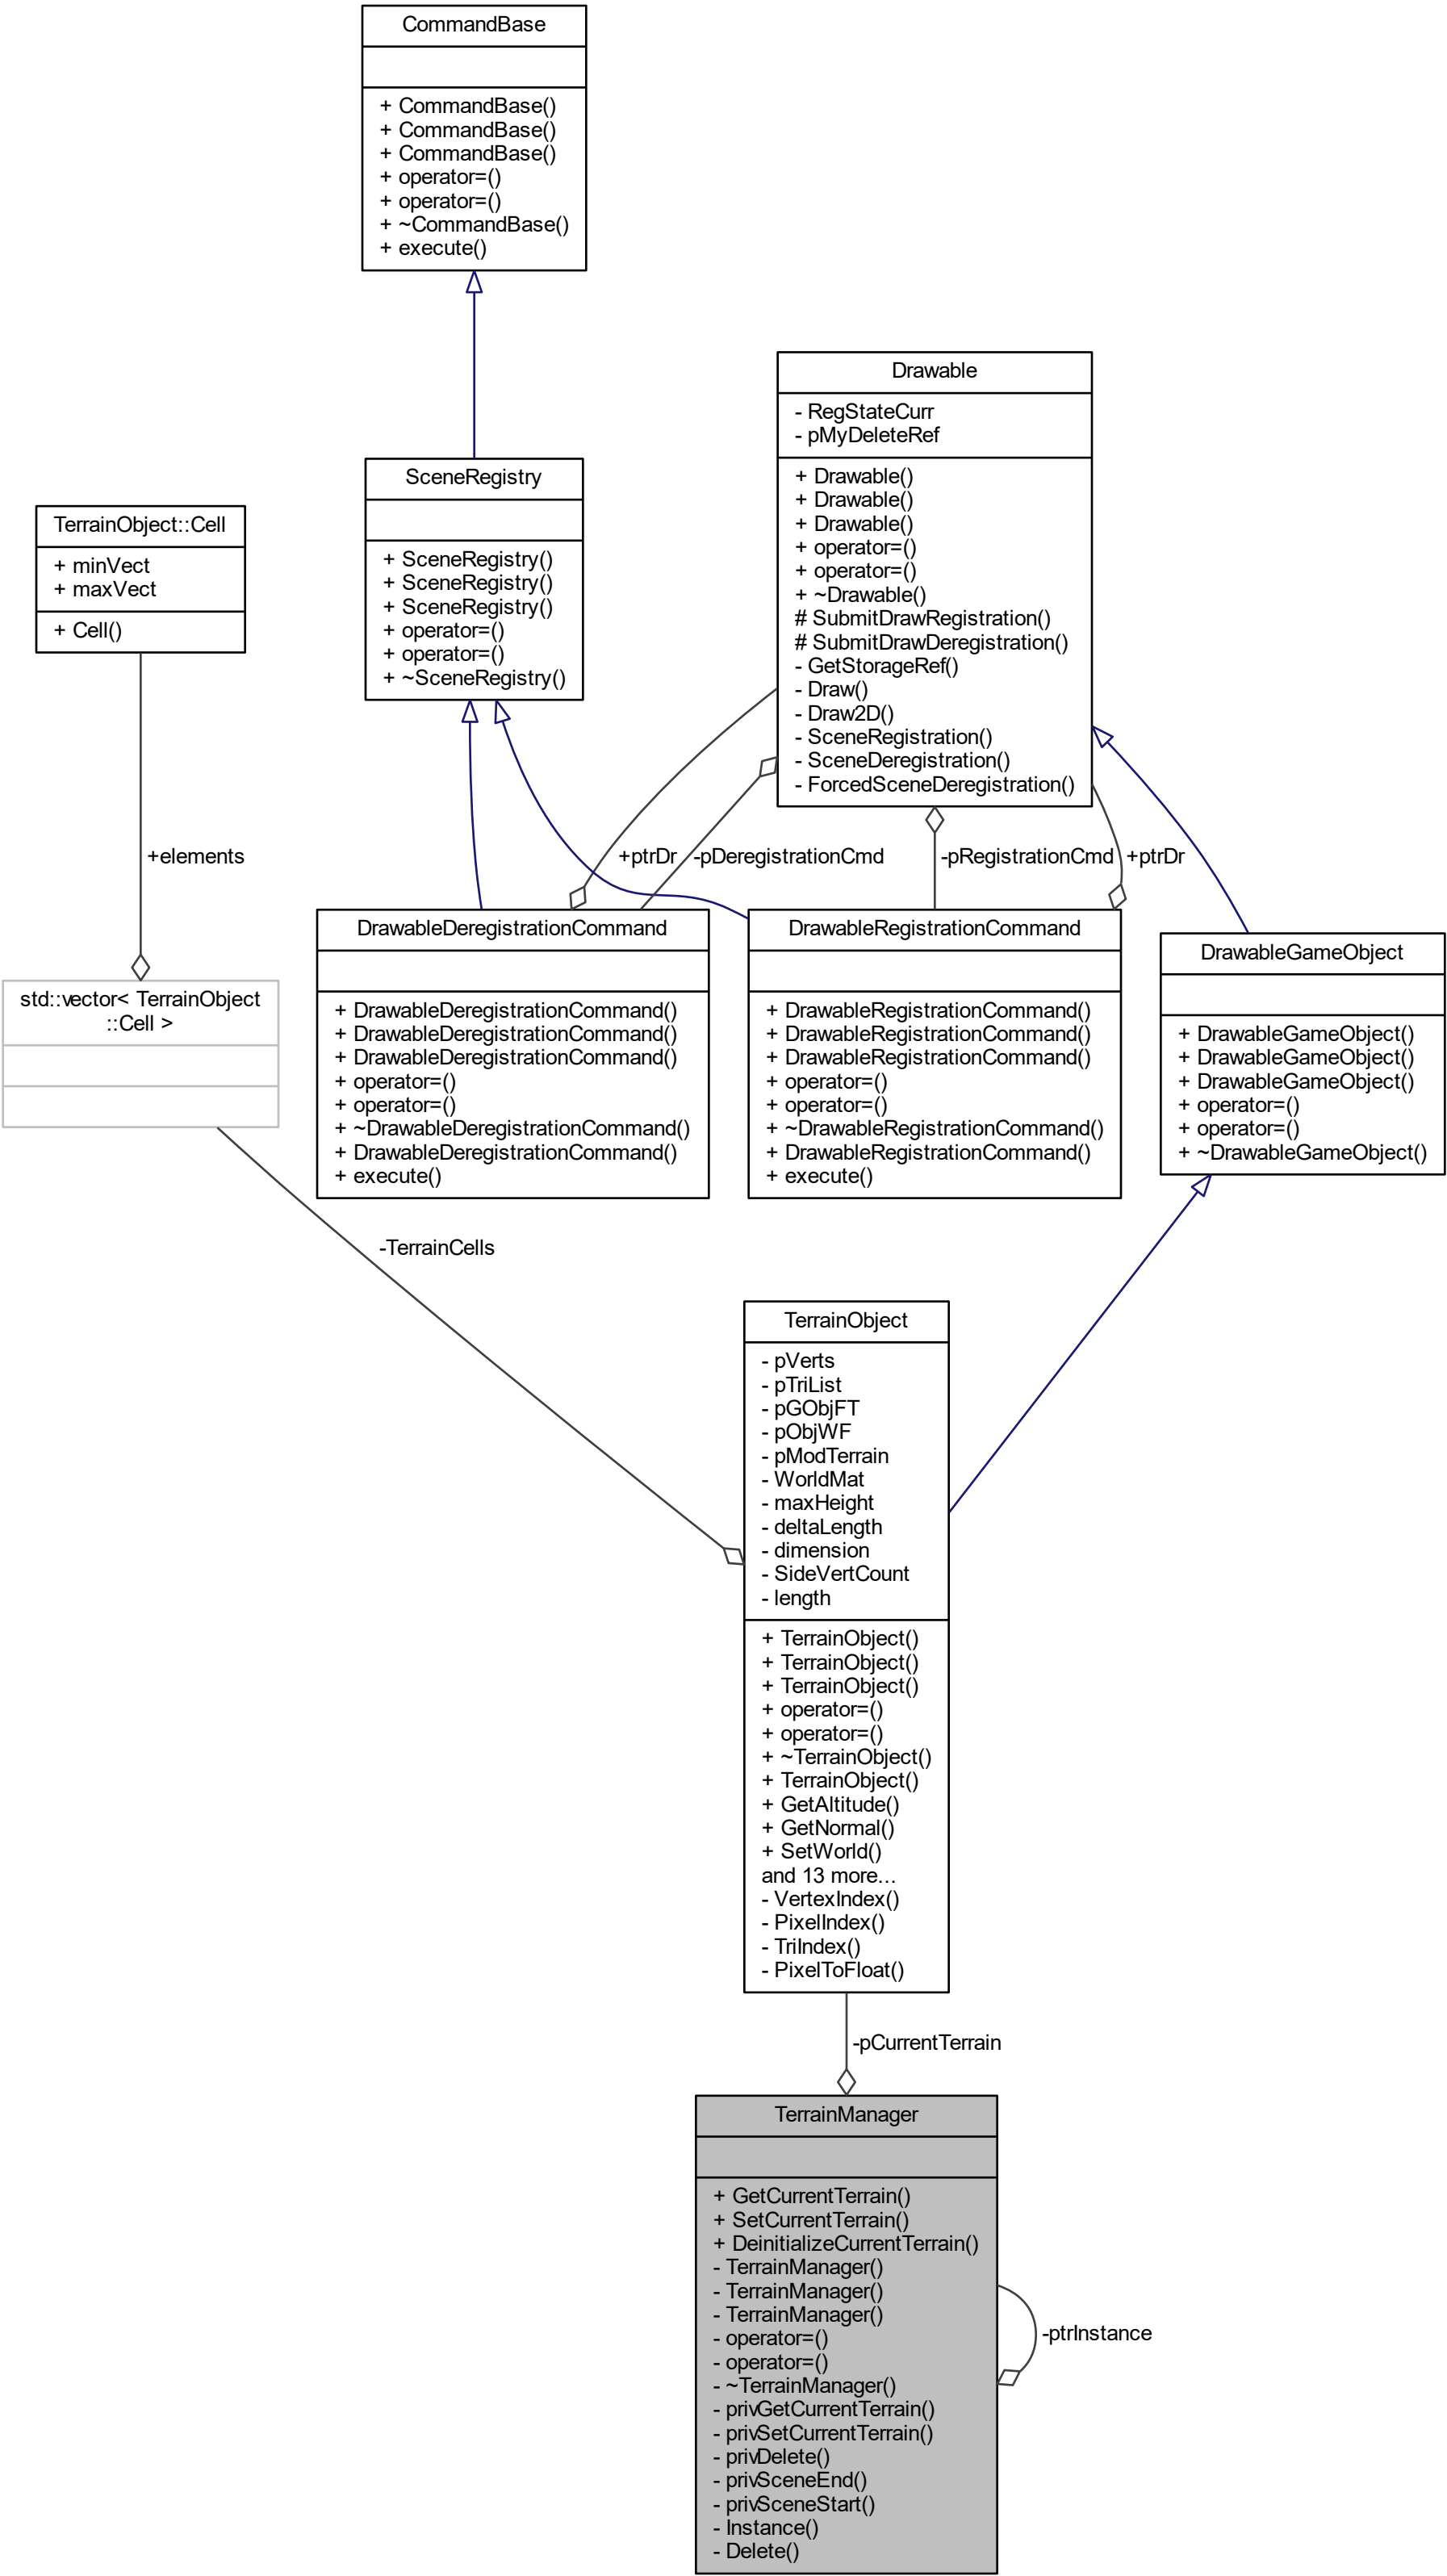 CommandBase
+ CommandBase()
+ CommandBase()
+ CommandBase()
+ operator=()
+ operator=()
+ ~CommandBase()
+ execute()
Drawable
- RegStateCurr
- pMyDeleteRef
+ Drawable()
+ Drawable()
+ Drawable()
+ operator=()
+ operator=()
+ ~Drawable()
# SubmitDrawRegistration()
# SubmitDrawDeregistration()
- GetStorageRef()
- Draw()
- Draw2D()
- SceneRegistration()
- SceneDeregistration()
- ForcedSceneDeregistration()
SceneRegistry
+ SceneRegistry()
+ SceneRegistry()
+ SceneRegistry()
+ operator=()
+ operator=()
+ ~SceneRegistry()
TerrainObject::Cell
+ minVect
+ maxVect
+ Cell()
+elements
+ptrDr
-pDeregistrationCmd
-pRegistrationCmd
+ptrDr
std::vector< TerrainObject
::Cell >
DrawableDeregistrationCommand
+ DrawableDeregistrationCommand()
+ DrawableDeregistrationCommand()
+ DrawableDeregistrationCommand()
+ operator=()
+ operator=()
+ ~DrawableDeregistrationCommand()
+ DrawableDeregistrationCommand()
+ execute()
DrawableRegistrationCommand
+ DrawableRegistrationCommand()
+ DrawableRegistrationCommand()
+ DrawableRegistrationCommand()
+ operator=()
+ operator=()
+ ~DrawableRegistrationCommand()
+ DrawableRegistrationCommand()
+ execute()
DrawableGameObject
+ DrawableGameObject()
+ DrawableGameObject()
+ DrawableGameObject()
+ operator=()
+ operator=()
+ ~DrawableGameObject()
-TerrainCells
TerrainObject
- pVerts
- pTriList
- pGObjFT
- pObjWF
- pModTerrain
- WorldMat
- maxHeight
- deltaLength
- dimension
- SideVertCount
- length
+ TerrainObject()
+ TerrainObject()
+ TerrainObject()
+ operator=()
+ operator=()
+ ~TerrainObject()
+ TerrainObject()
+ GetAltitude()
+ GetNormal()
+ SetWorld()
and 13 more...
- VertexIndex()
- PixelIndex()
- TriIndex()
- PixelToFloat()
-pCurrentTerrain
TerrainManager
+ GetCurrentTerrain()
+ SetCurrentTerrain()
+ DeinitializeCurrentTerrain()
- TerrainManager()
- TerrainManager()
- TerrainManager()
- operator=()
- operator=()
- ~TerrainManager()
- privGetCurrentTerrain()
- privSetCurrentTerrain()
- privDelete()
- privSceneEnd()
- privSceneStart()
- Instance()
- Delete()
-ptrInstance